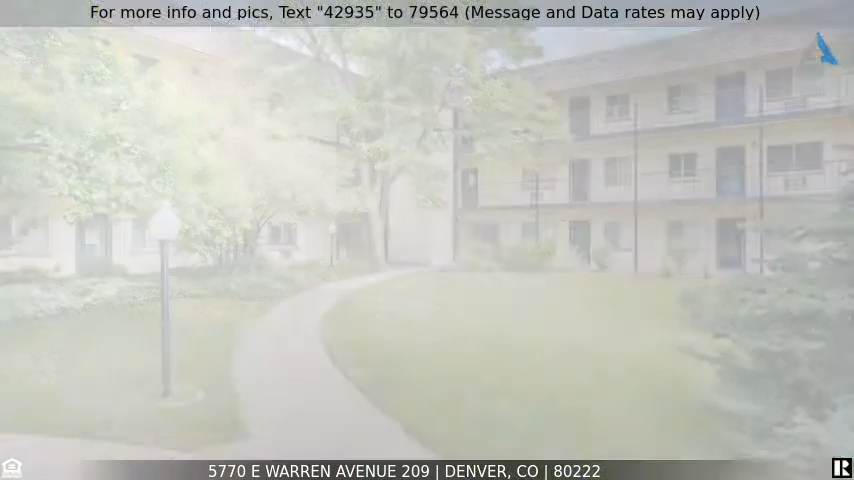 For more info and pics, Text "42935" to 79564 (Message and Data rates may apply)
5770 E WARREN AVENUE 209 | DENVER, CO | 80222